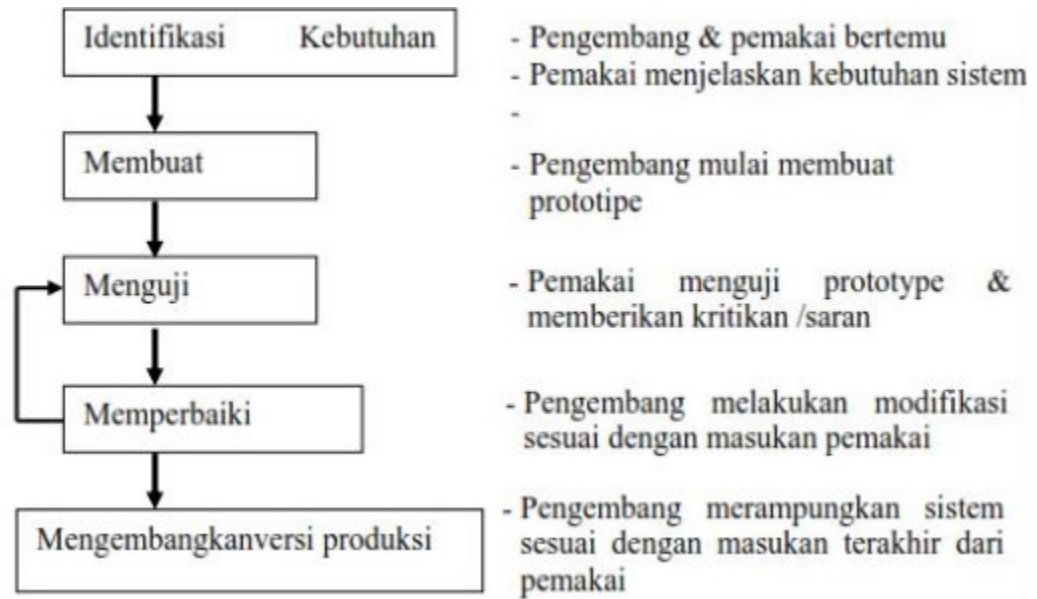 Identifikasi Kebutuhan
- Pengembang & pemakai bertemu
- Pemakai menjelaskan kebutuhan sistem
-
Membuat
- Pengembang mulai membuat
prototipe
Menguji
- Pemakai menguji prototype &
memberikan kritikan /saran
Memperbaiki
- Pengembang melakukan modifikasi
sesuai dengan masukan pemakai
Mengembangkanversi produksi
- Pengembang merampungkan sistem
sesuai dengan masukan terakhir dari
pemakai